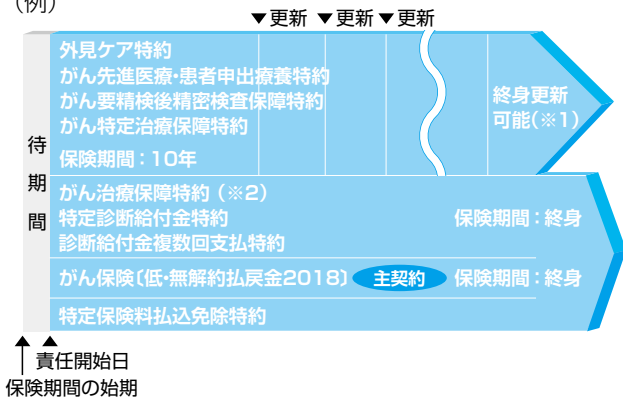 (例)
▼更新 ▼更新 ▼更新
外見ケア特約
がん先進医療・患者申出療養特約
がん要精検後精密検査保障特約
がん特定治療保障特約
保険期間：10年
終身更新
可能(※1)
待期間
がん治療保障特約（※2）
特定診断給付金特約
診断給付金複数回支払特約
保険期間：終身
がん保険〔低・無解約払戻金2018〕 主契約 保険期間：終身
特定保険料払込免除特約
責任開始日
保険期間の始期